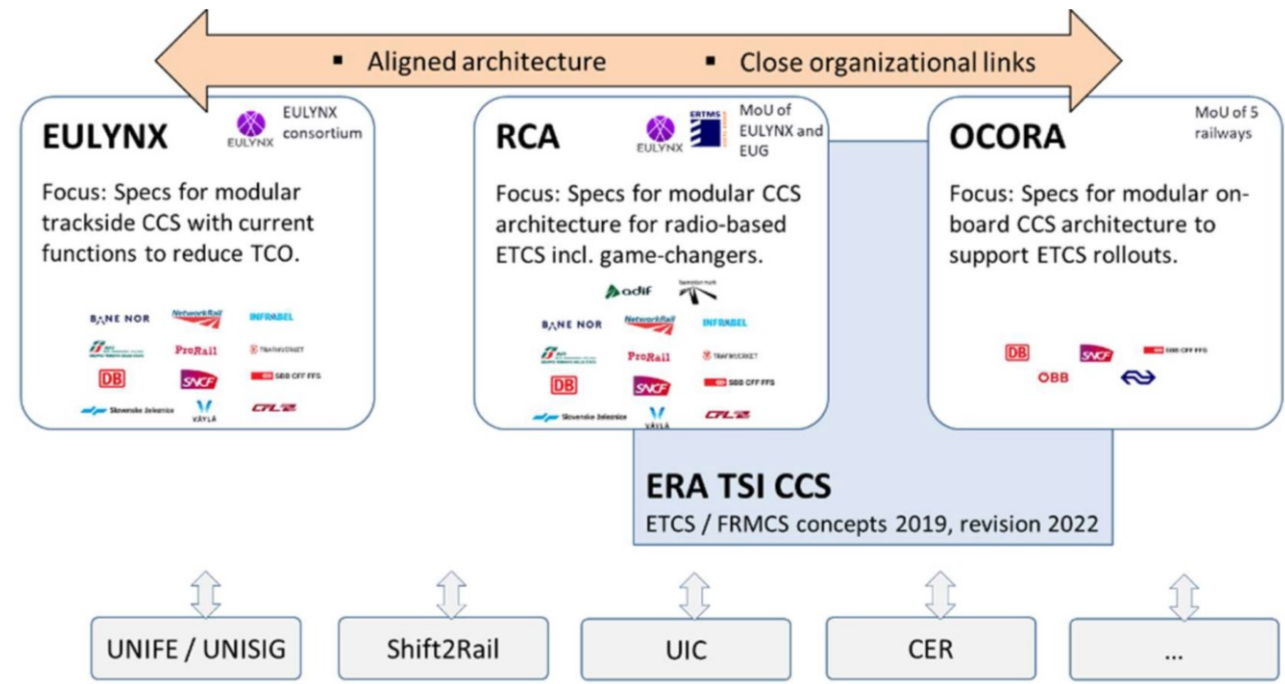 ▪ Aligned architecture ▪ Close organizational links
EULYNX
EULYNX
EULYNX
consortium
Focus: Specs for modular
trackside CCS with current
functions to reduce TCO.
BANE NOR NetworkRail INFRABEL
ProRail TRAFIKVERKET
DB SNCF SBB CFF FFS
Slovenske železnice VÄYLÄ CFL
RCA
EULYNX
ERTMS
MoU of
EULYNX and
EUG
Focus: Specs for modular CCS
architecture for radio-based
ETCS incl. game-changers.
adif
BANE NOR NetworkRail INFRABEL
ProRail TRAFIKVERKET
DB SNCF SBB CFF FFS
Slovenske železnice VÄYLÄ CFL
OCORA
MoU of 5
railways
Focus: Specs for modular on-
board CCS architecture to
support ETCS rollouts.
DB SNCF SBB CFF FFS
ÖBB
ERA TSI CCS
ETCS / FRMCS concepts 2019, revision 2022
UNIFE / UNISIG Shift2Rail UIC CER ...